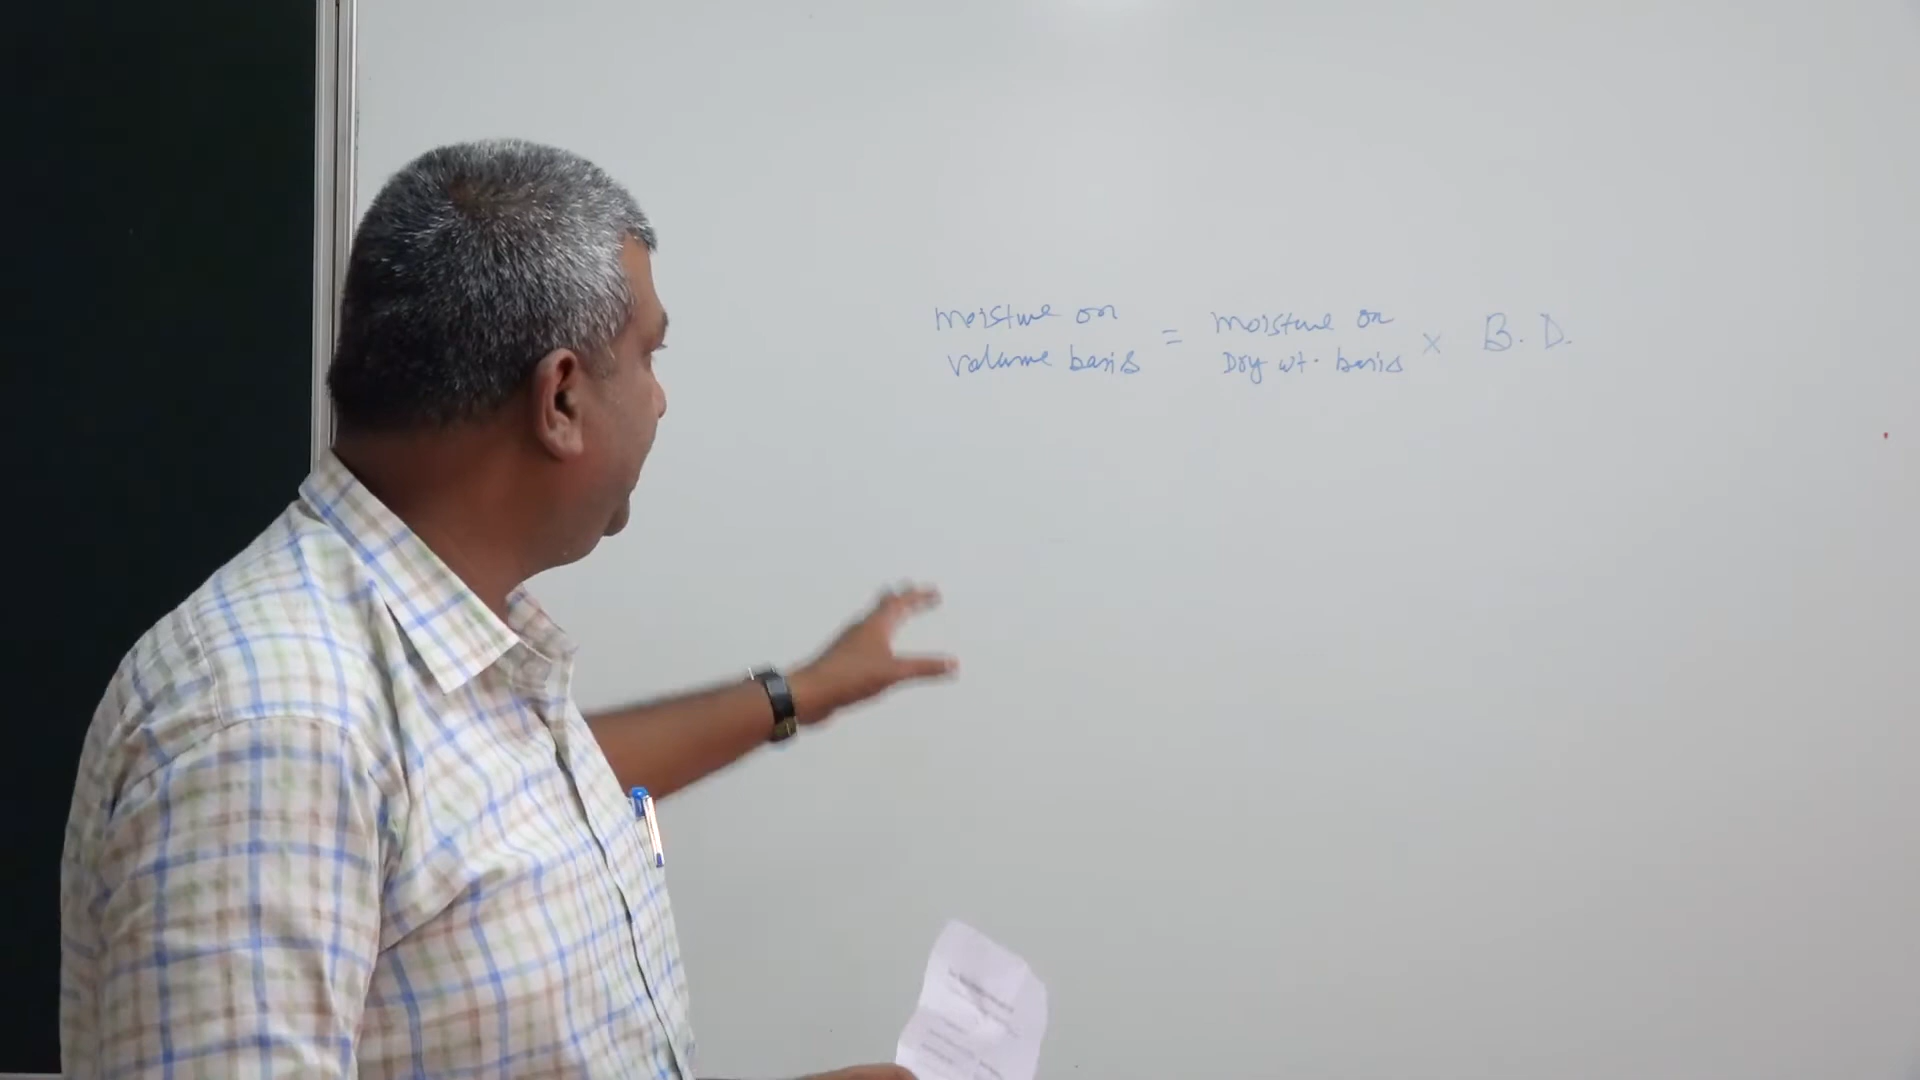 moisture on = moisture on × B. D.
volume basis Dry wt. basis